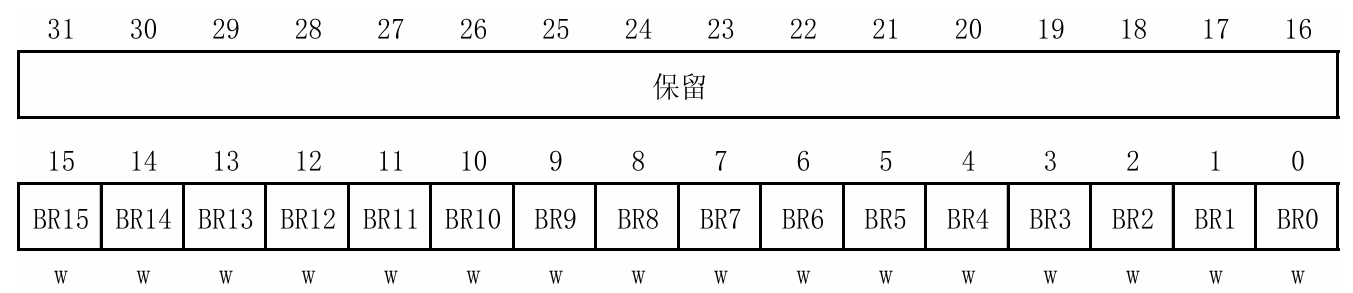 31 30 29 28 27 26 25 24 23 22 21 20 19 18 17 16
保留
15 14 13 12 11 10 9 8 7 6 5 4 3 2 1 0
BR15 BR14 BR13 BR12 BR11 BR10 BR9 BR8 BR7 BR6 BR5 BR4 BR3 BR2 BR1 BR0
w w w w w w w w w w w w w w w w